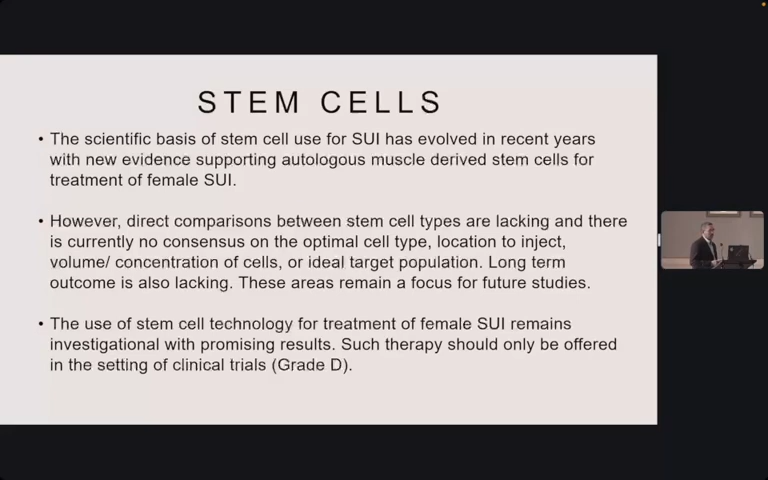 STEM CELLS
• The scientific basis of stem cell use for SUI has evolved in recent years
with new evidence supporting autologous muscle derived stem cells for
treatment of female SUI.
• However, direct comparisons between stem cell types are lacking and there
is currently no consensus on the optimal cell type, location to inject,
volume/ concentration of cells, or ideal target population. Long term
outcome is also lacking. These areas remain a focus for future studies.
• The use of stem cell technology for treatment of female SUI remains
investigational with promising results. Such therapy should only be offered
in the setting of clinical trials (Grade D).